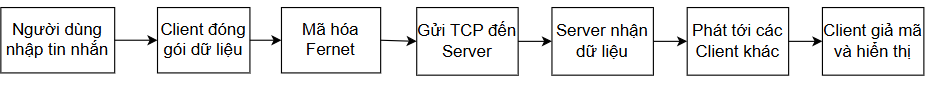 Người dùng
nhập tin nhắn
Client đóng
gói dữ liệu
Mã hóa
Fernet
Gửi TCP đến
Server
Server nhận
dữ liệu
Phát tới các
Client khác
Client giả mã
và hiển thị